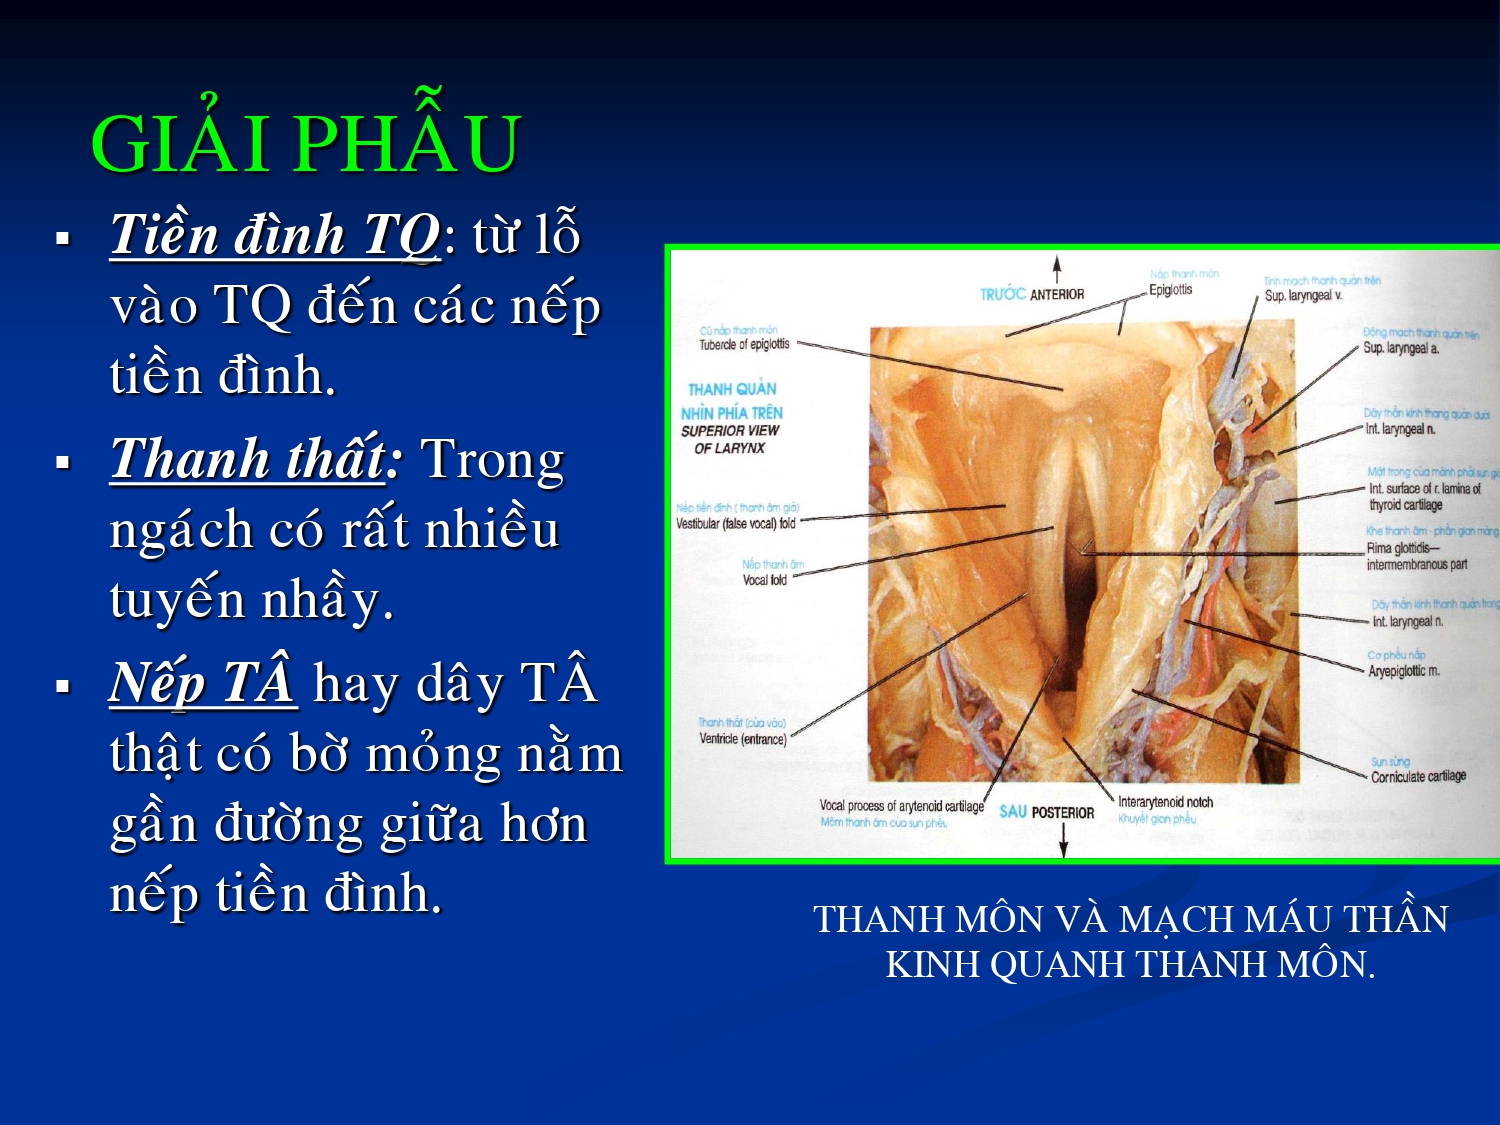 GIẢI PHẪU
▪ Tiền đình TQ: từ lỗ
vào TQ đến các nếp
tiền đình.
▪ Thanh thất: Trong
ngách có rất nhiều
tuyến nhầy.
▪ Nếp TÂ hay dây TÂ
thật có bờ mỏng nằm
gần đường giữa hơn
nếp tiền đình.
TRƯỚC ANTERIOR
Nắp thanh môn
Epiglottis
Tĩnh mạch thanh quản trên
Sup. laryngeal v.
Củ nắp thanh môn
Tubercle of epiglottis
Động mạch thanh quản trên
Sup. laryngeal a.
THANH QUẢN
NHÌN PHÍA TRÊN
SUPERIOR VIEW
OF LARYNX
Dây thần kinh thang quản dưới
Int. laryngeal n.
Mặt trong của mảnh phải sụn
Int. surface of r. lamina of
thyroid cartilage
Nếp tiền đình ( thanh âm giả)
Vestibular (false vocal) fold
Khe thanh âm - phần gian màng
Rima glottidis—
intermembranous part
Nếp thanh âm
Vocal fold
Dây thần kinh thanh quản trong
Int. laryngeal n.
Cơ phễu nắp
Aryepiglottic m.
Thanh thất (cửa vào)
Ventricle (entrance)
Sụn sừng
Corniculate cartilage
Vocal process of arytenoid cartilage
Mỏm thanh âm của sụn phễu
SAU POSTERIOR
Interarytenoid notch
Khuyết gian phễu
THANH MÔN VÀ MẠCH MÁU THẦN
KINH QUANH THANH MÔN.